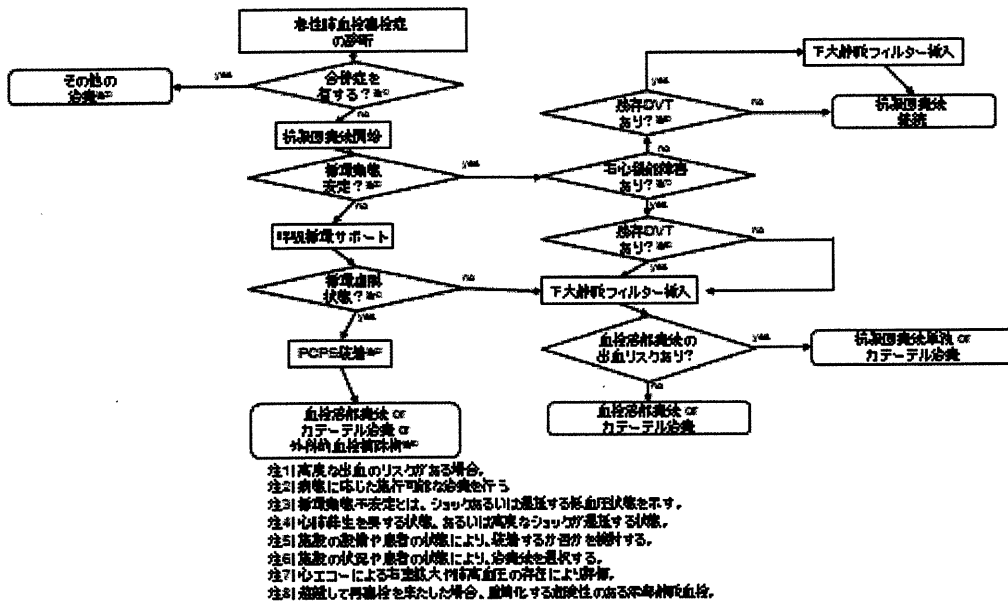 急性肺血栓塞栓症
の診断
yes
その他の
治療注2)
合併症を
有する?注1)
no
抗凝固療法開始
循環動態
安定?注3)
yes
no
呼吸循環サポート
循環虚脱
状態?注4)
no
yes
PCPS装着注5)
血栓溶解療法 or
カテーテル治療 or
外科的血栓摘除術注6)
下大静脈フィルター挿入
yes
残存DVT
あり?注8)
no
抗凝固療法
継続
no
右心機能障害
あり?注7)
yes
残存DVT
あり?注8)
no
yes
下大静脈フィルター挿入
血栓溶解療法の
出血リスクあり?
yes
抗凝固療法単独 or
カテーテル治療
no
血栓溶解療法 or
カテーテル治療
注1)高度な出血のリスクがある場合。
注2)病態に応じた施行可能な治療を行う
注3)循環動態不安定とは、ショックあるいは遷延する低血圧状態を示す。
注4)心肺蘇生を要する状態、あるいは高度なショックが遷延する状態。
注5)施設の設備や患者の状態により、装着するか否かを検討する。
注6)施設の状況や患者の状態により、治療法を選択する。
注7)心エコーによる右室拡大や肺高血圧の存在により評価。
注8)遊離して再塞栓を来たした場合、重篤化する危険性のある深部静脈血栓。